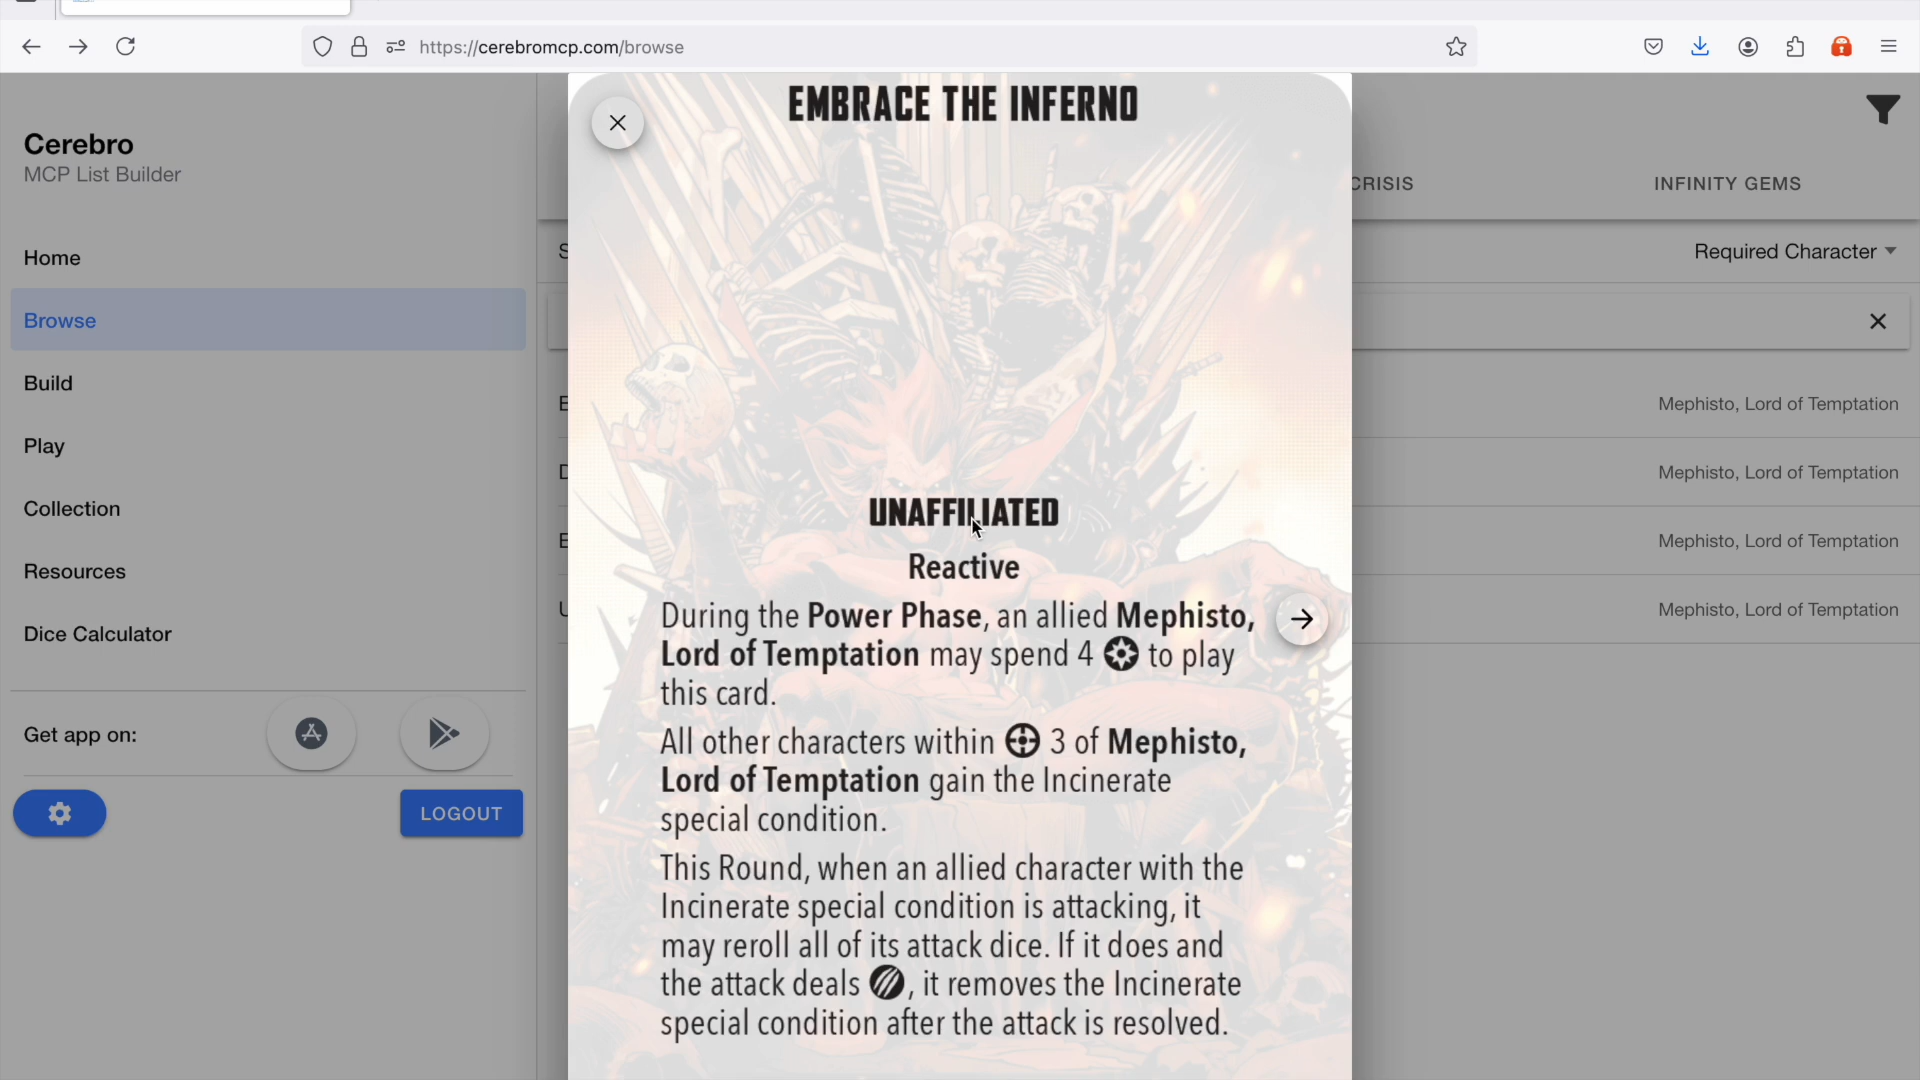 https://cerebromcp.com/browse
EMBRACE THE INFERNO
Cerebro
MCP List Builder
CRISIS
INFINITY GEMS
Home
S
Required Character
Browse
Build
E
Mephisto, Lord of Temptation
Play
D
Mephisto, Lord of Temptation
Collection
UNAFFILIATED
E
Mephisto, Lord of Temptation
Resources
Reactive
U
Mephisto, Lord of Temptation
Dice Calculator
During the Power Phase, an allied Mephisto,
Lord of Temptation may spend 4 to play
this card.
Get app on:
All other characters within 3 of Mephisto,
Lord of Temptation gain the Incinerate
special condition.
LOGOUT
This Round, when an allied character with the
Incinerate special condition is attacking, it
may reroll all of its attack dice. If it does and
the attack deals , it removes the Incinerate
special condition after the attack is resolved.